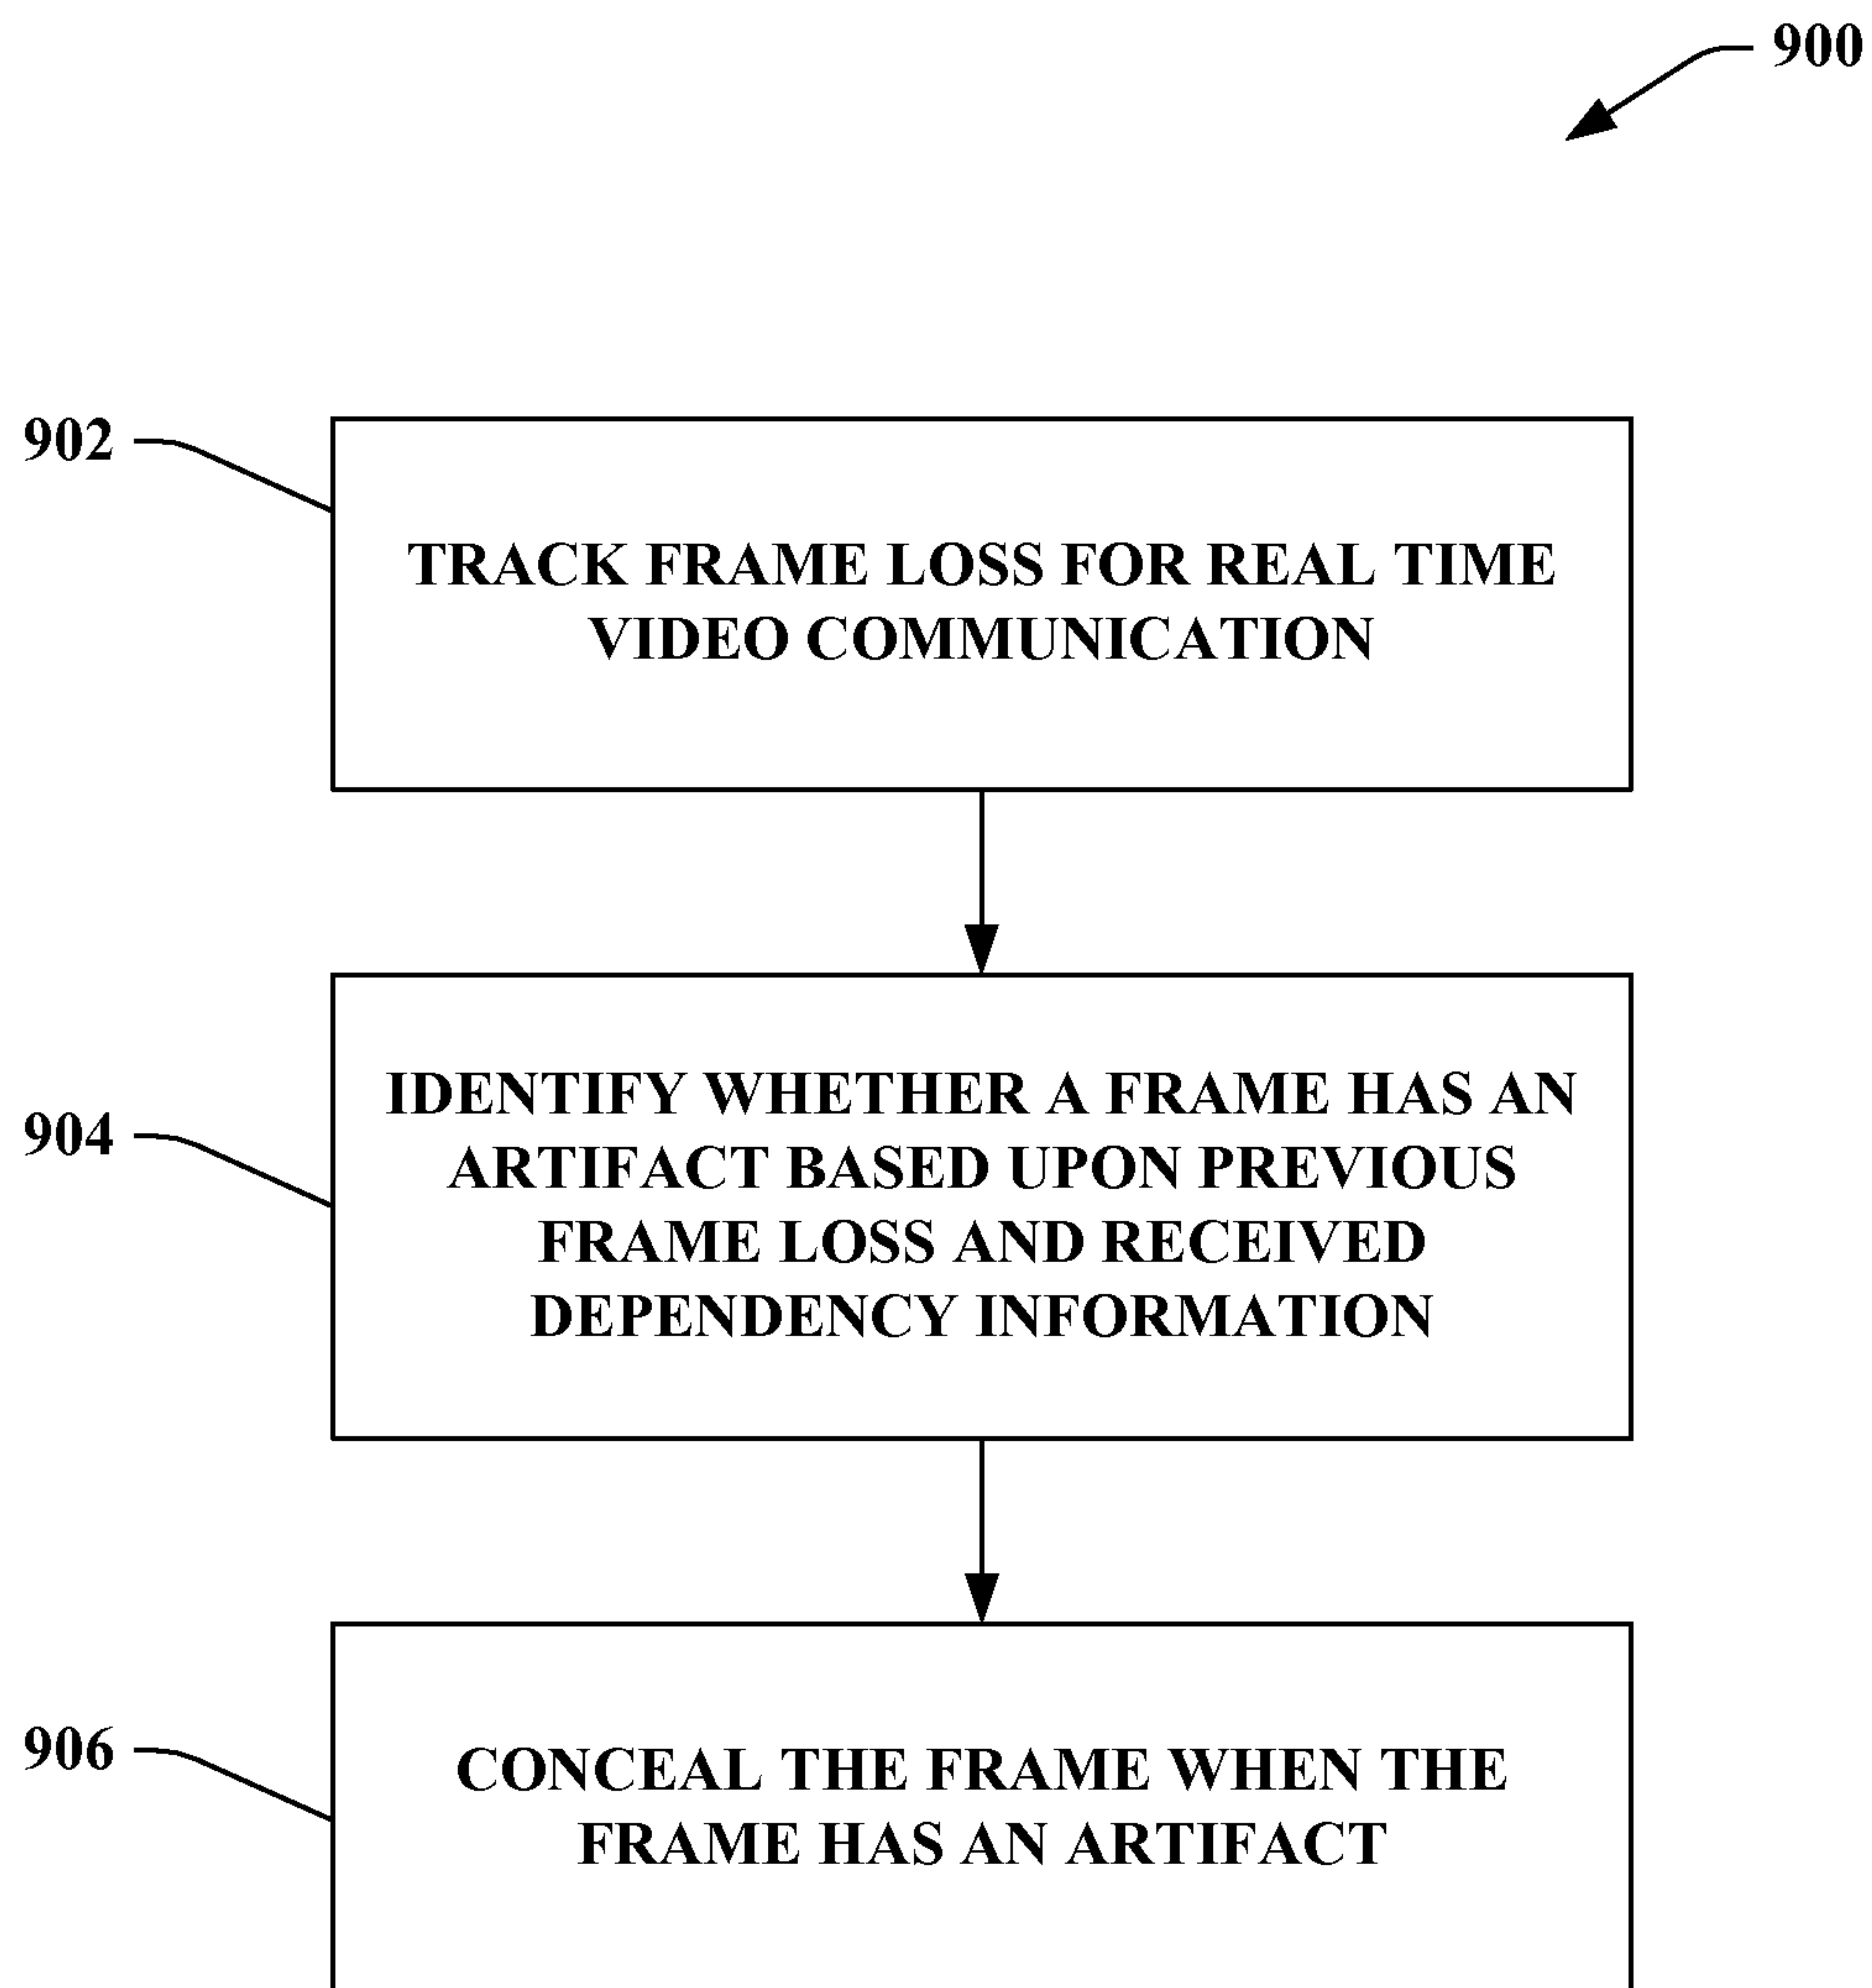 900
902
TRACK FRAME LOSS FOR REAL TIME
VIDEO COMMUNICATION
904
IDENTIFY WHETHER A FRAME HAS AN
ARTIFACT BASED UPON PREVIOUS
FRAME LOSS AND RECEIVED
DEPENDENCY INFORMATION
906
CONCEAL THE FRAME WHEN THE
FRAME HAS AN ARTIFACT